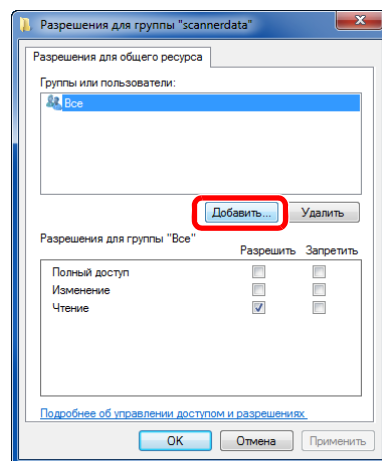 Разрешения для группы "scannerdata"
Разрешения для общего ресурса
Группы или пользователи:
Все
Добавить... Удалить
Разрешения для группы "Все"
Разрешить Запретить
Полный доступ
Изменение
Чтение
Подробнее об управлении доступом и разрешениях
OK Отмена Применить